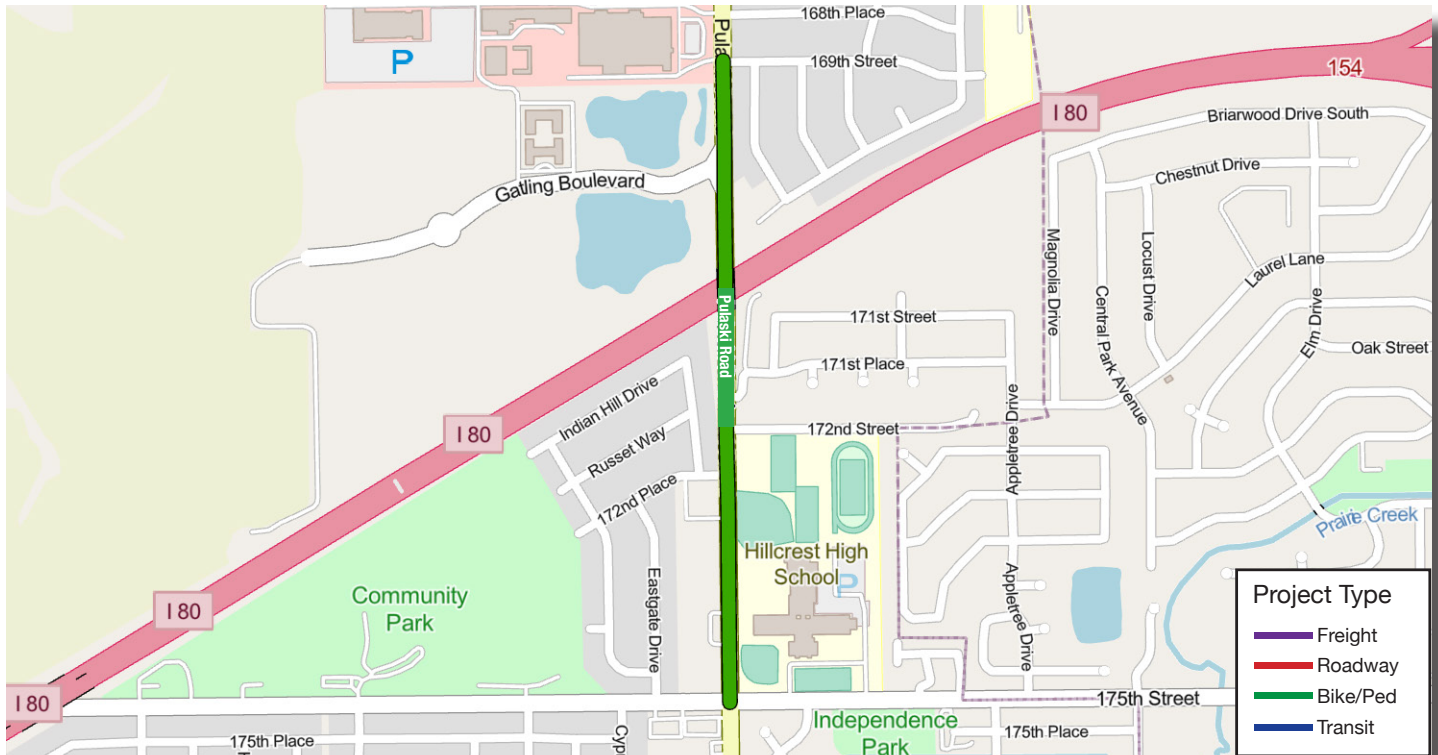 168th Place
Pula
169th Street
P
154
I 80
Briarwood Drive South
Chestnut Drive
Gatling Boulevard
Magnolia Drive
Locust Drive
Laurel Lane
Central Park Avenue
Elm Drive
Pulaski Road
171st Street
Oak Street
171st Place
Indian Hill Drive
Appletree Drive
172nd Street
I 80
Russet Way
172nd Place
Prairie Creek
Hillcrest High
School
P
Eastgate Drive
Appletree Drive
Community
Park
I 80
I 80
175th Street
Independence
Park
175th Place
Cyp
175th Place
Project Type
Freight
Roadway
Bike/Ped
Transit